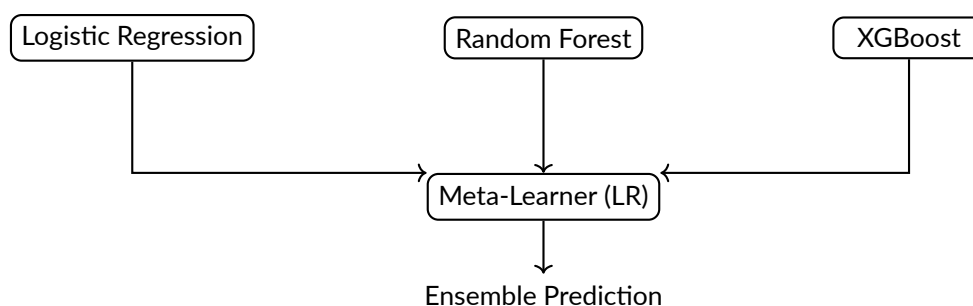 Logistic Regression
Random Forest
XGBoost
Meta-Learner (LR)
Ensemble Prediction